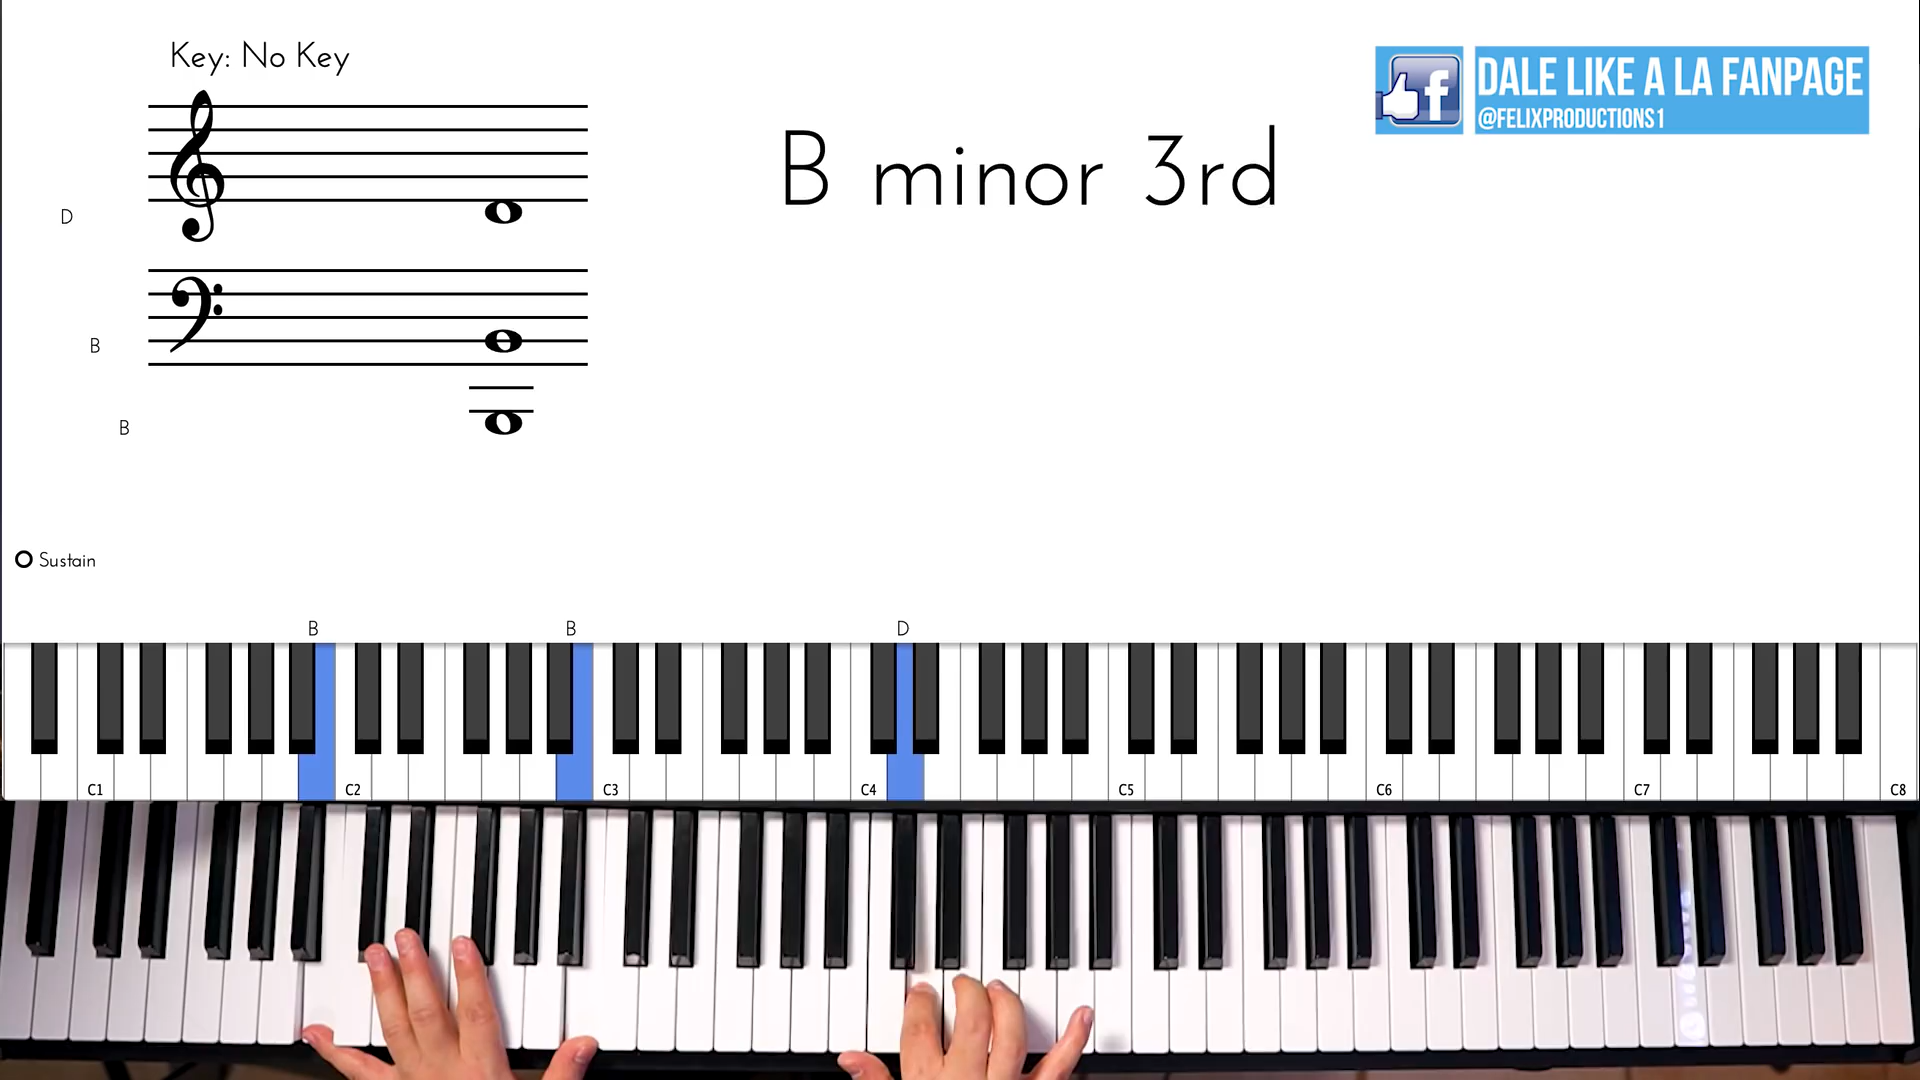 Key: No Key
DALE LIKE A LA FANPAGE
@FELIXPRODUCTIONS1
B minor 3rd
D
B
B
Sustain
B B D
C1 C2 C3 C4 C5 C6 C7 C8